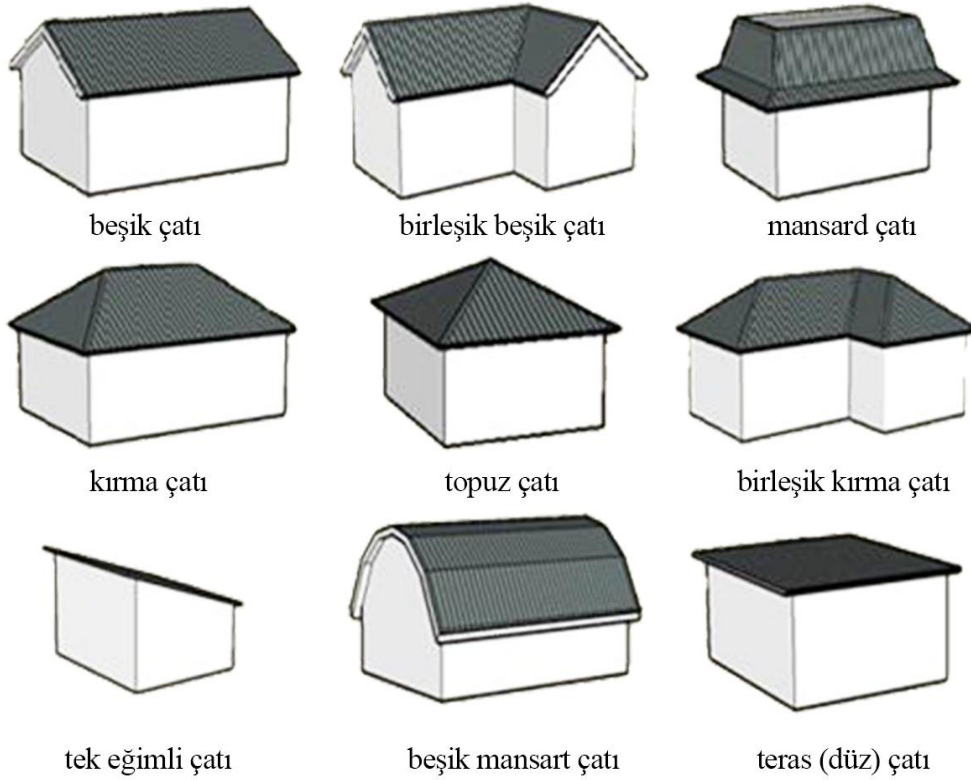 beşik çatı
birleşik beşik çatı
mansard çatı
kırma çatı
topuz çatı
birleşik kırma çatı
tek eğimli çatı
beşik mansart çatı
teras (düz) çatı